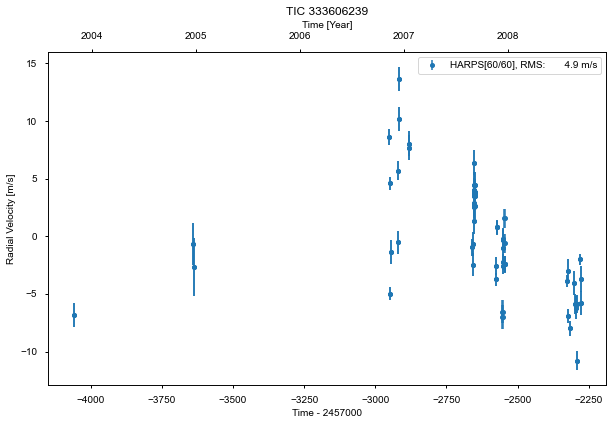 TIC 333606239
Time [Year]
2004 2005 2006 2007 2008
HARPS[60/60], RMS: 4.9 m/s
15
10
5
0
−5
−10
Radial Velocity [m/s]
−4000 −3750 −3500 −3250 −3000 −2750 −2500 −2250
Time - 2457000